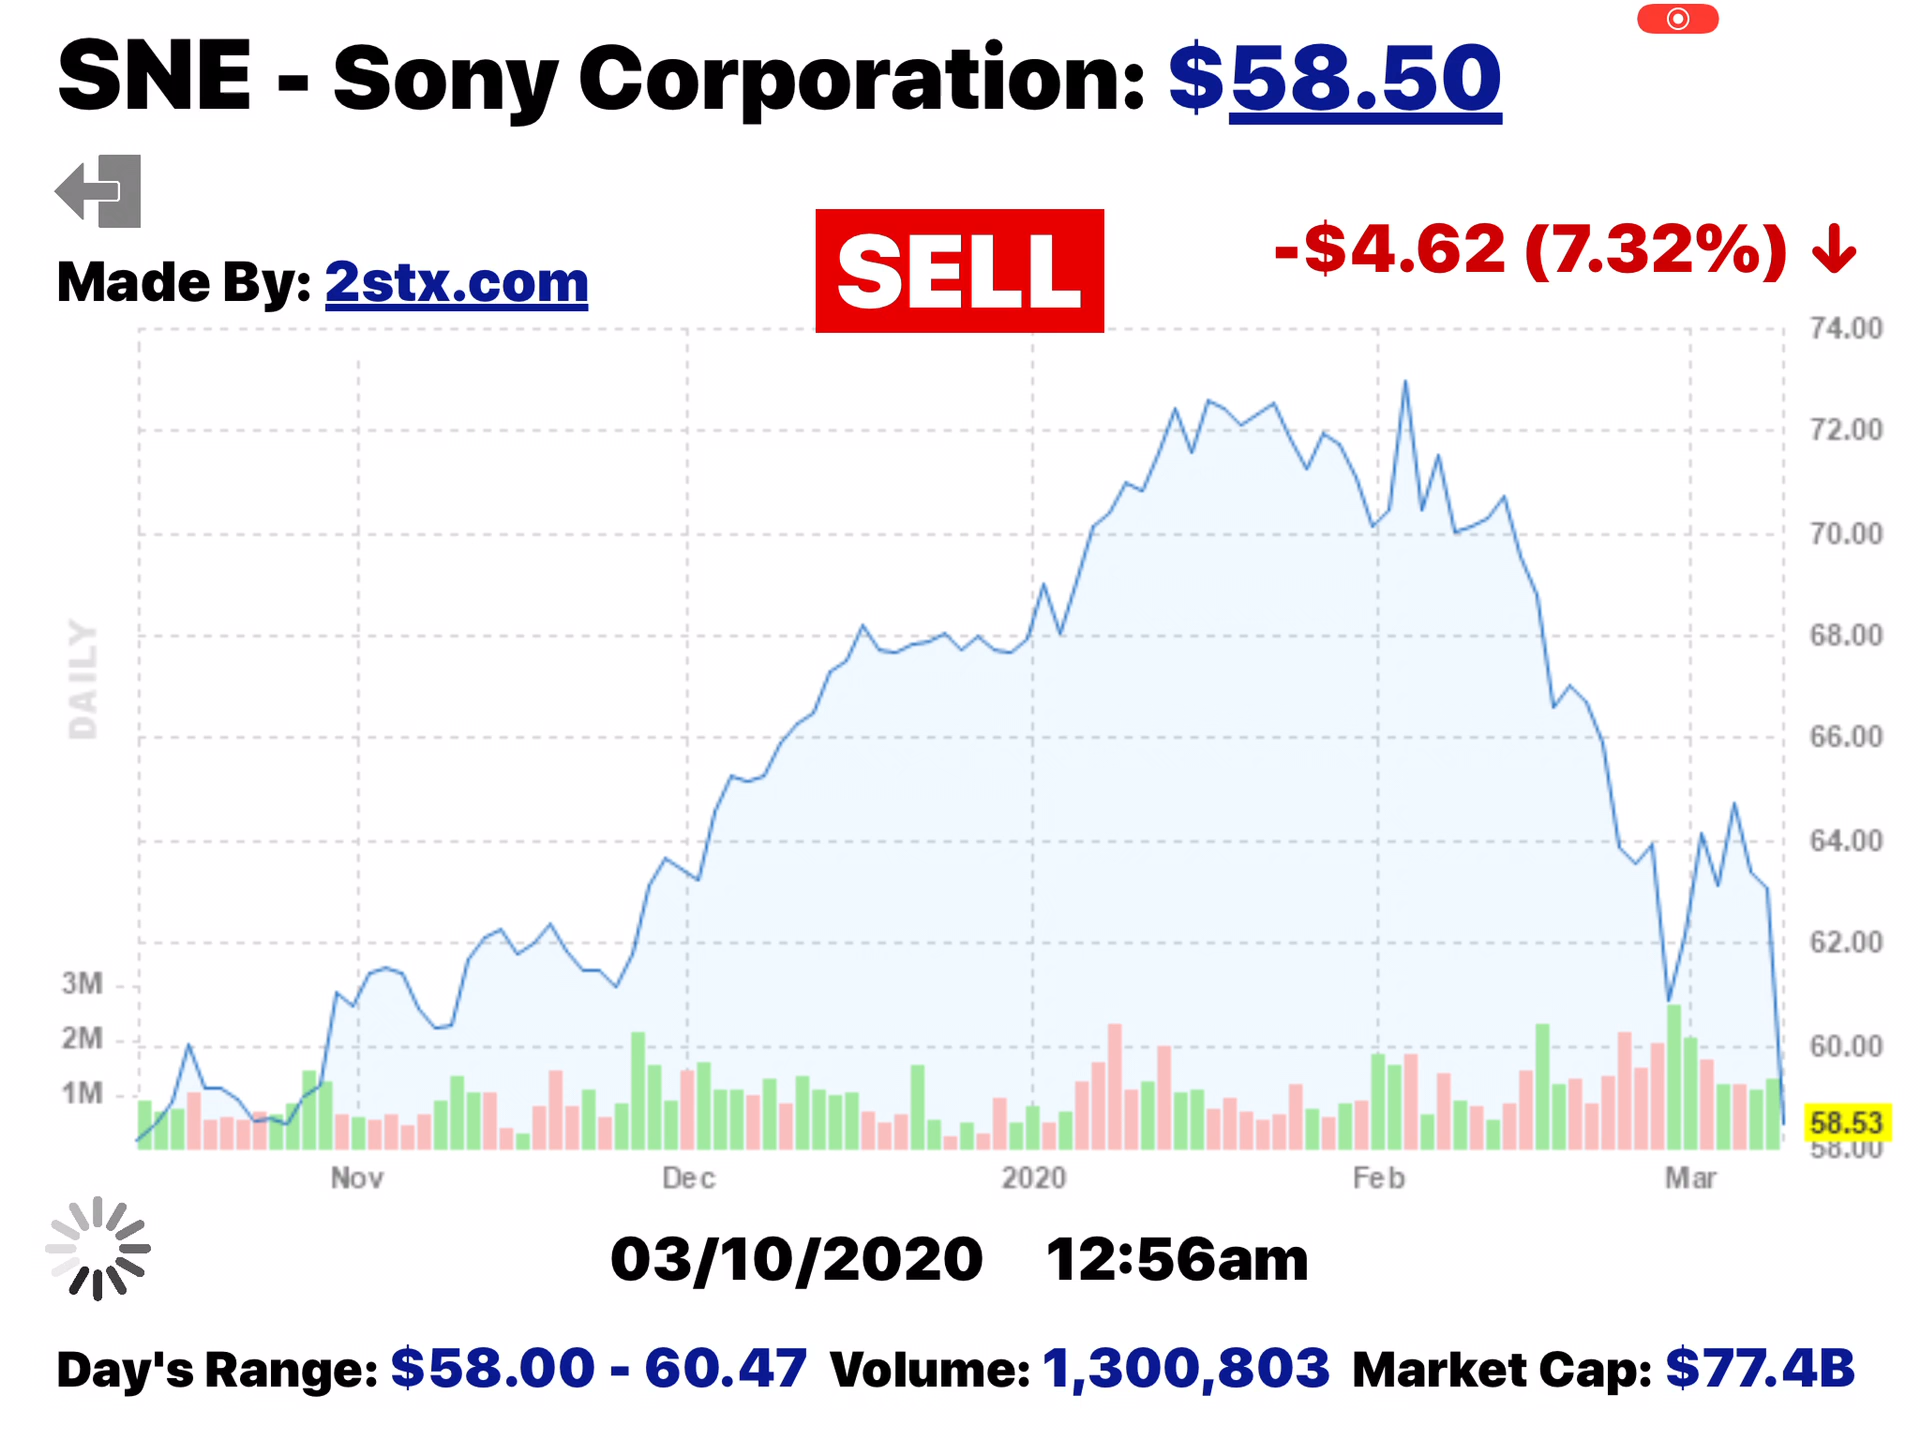 SNE - Sony Corporation: $58.50
Made By: 2stx.com
SELL
-$4.62 (7.32%) ↓
74.00
72.00
70.00
68.00
66.00
64.00
62.00
60.00
58.53
58.00
DAILY
3M
2M
1M
Nov Dec 2020 Feb Mar
03/10/2020 12:56am
Day's Range: $58.00 - 60.47 Volume: 1,300,803 Market Cap: $77.4B